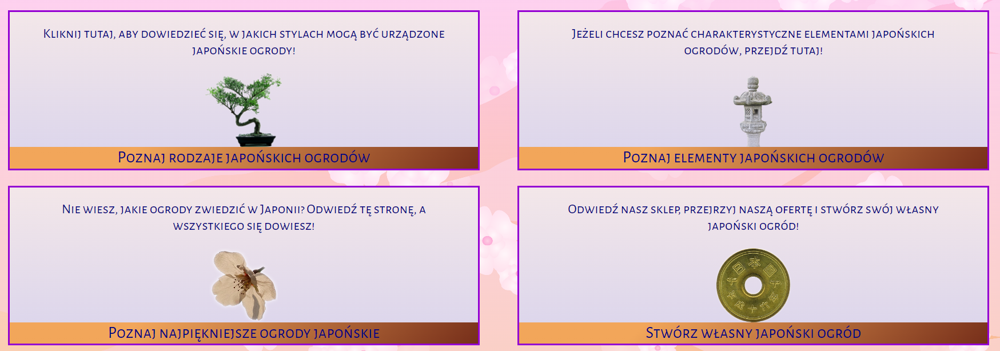 Kliknij tutaj, aby dowiedzieć się, w jakich stylach mogą być urządzone
japońskie ogrody!
Poznaj rodzaje japońskich ogrodów
Jeżeli chcesz poznać charakterystyczne elementami japońskich
ogrodów, przejdź tutaj!
Poznaj elementy japońskich ogrodów
Nie wiesz, jakie ogrody zwiedzić w Japonii? Odwiedź tę stronę, a
wszystkiego się dowiesz!
Poznaj najpiękniejsze ogrody japońskie
Odwiedź nasz sklep, przejrzyj naszą ofertę i stwórz swój własny
japoński ogród!
日本國
平成十六年
Stwórz własny japoński ogród